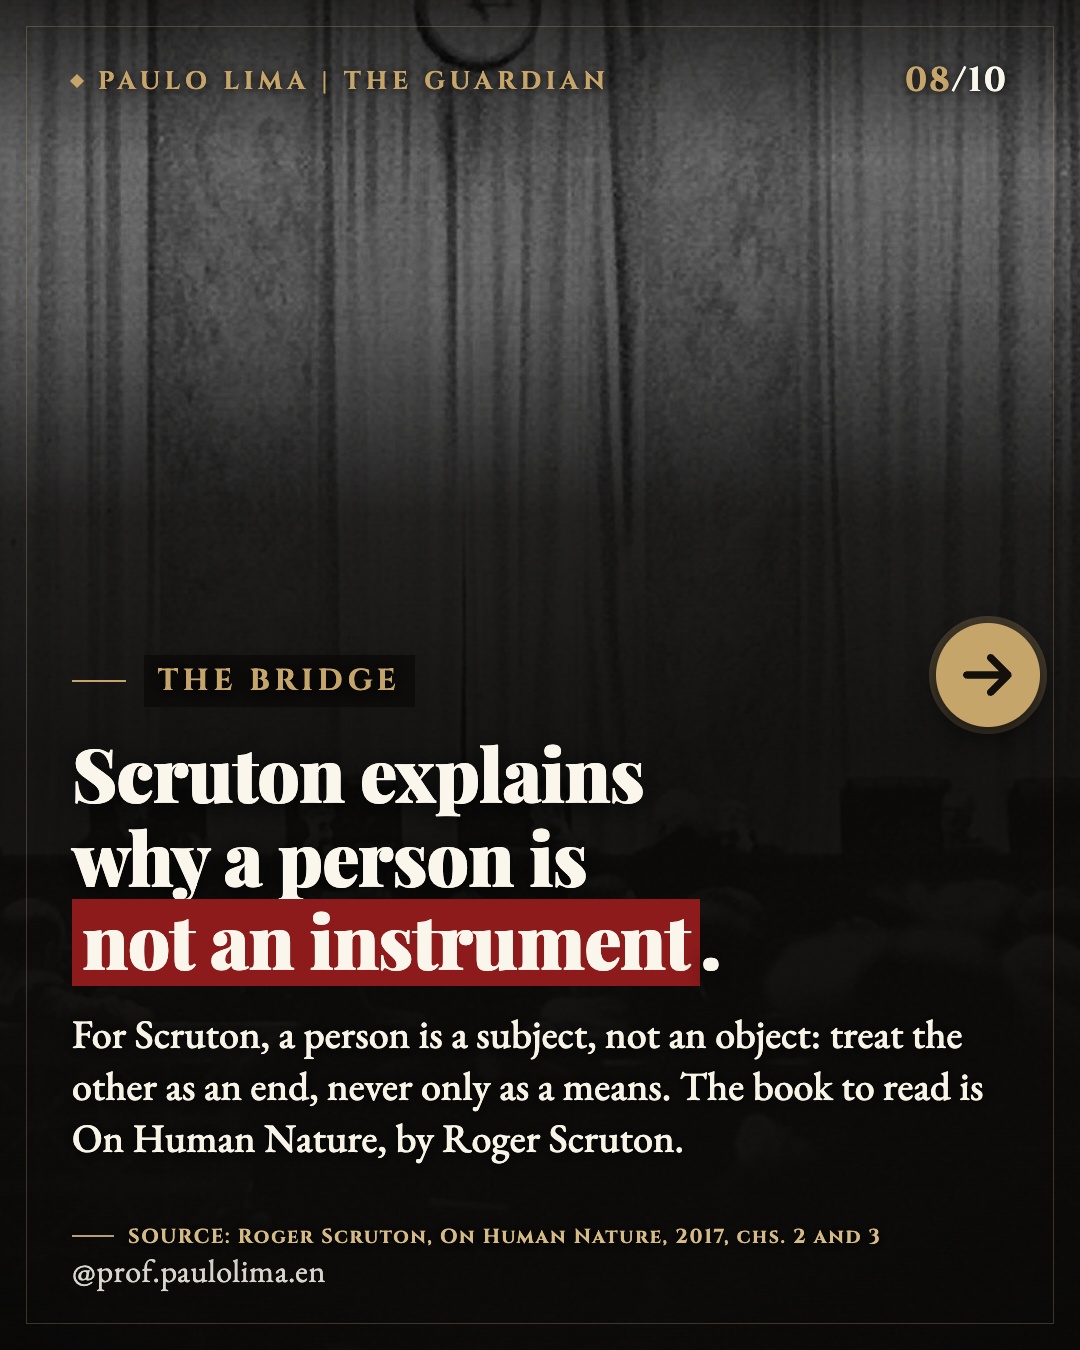 ◆ PAULO LIMA | THE GUARDIAN
08/10
THE BRIDGE
Scruton explains
why a person is
not an instrument.
For Scruton, a person is a subject, not an object: treat the
other as an end, never only as a means. The book to read is
On Human Nature, by Roger Scruton.
SOURCE: Roger Scruton, On Human Nature, 2017, chs. 2 and 3
@prof.paulolima.en